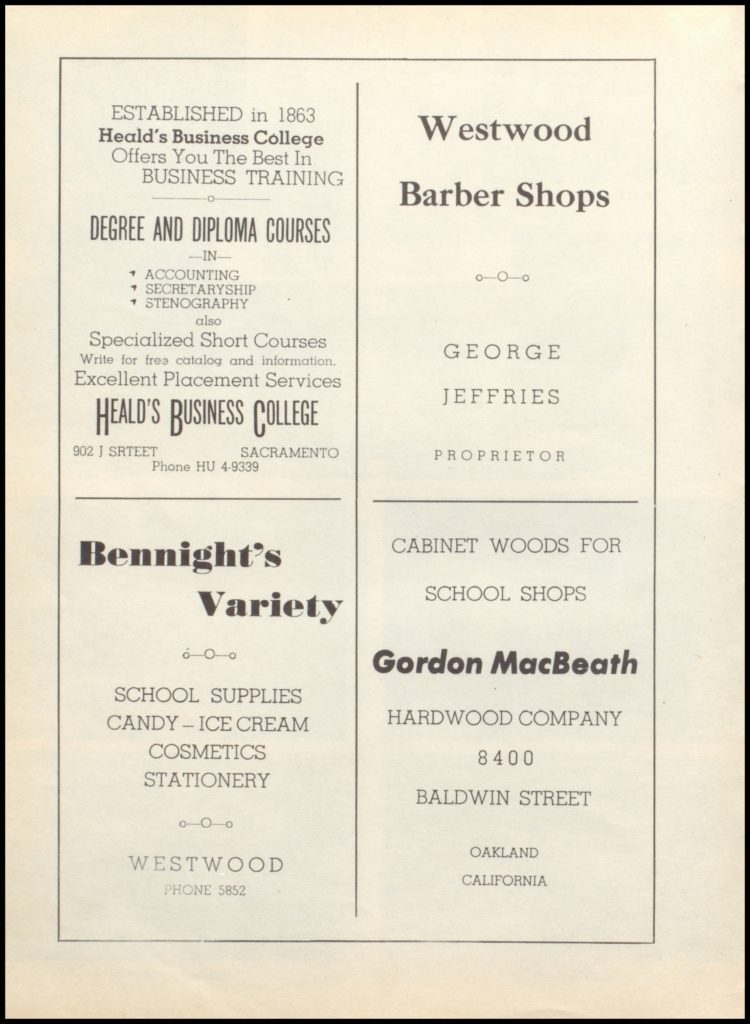 ESTABLISHED in 1863
Heald's Business College
Offers You The Best In
BUSINESS TRAINING
DEGREE AND DIPLOMA COURSES
—IN—
ACCOUNTING
SECRETARYSHIP
STENOGRAPHY
also
Specialized Short Courses
Write for free catalog and information.
Excellent Placement Services
HEALD'S BUSINESS COLLEGE
902 J SRTEET SACRAMENTO
Phone HU 4-9339
Westwood
Barber Shops
GEORGE
JEFFRIES
PROPRIETOR
Bennight's
Variety
SCHOOL SUPPLIES
CANDY – ICE CREAM
COSMETICS
STATIONERY
WESTWOOD
PHONE 5852
CABINET WOODS FOR
SCHOOL SHOPS
Gordon MacBeath
HARDWOOD COMPANY
8400
BALDWIN STREET
OAKLAND
CALIFORNIA